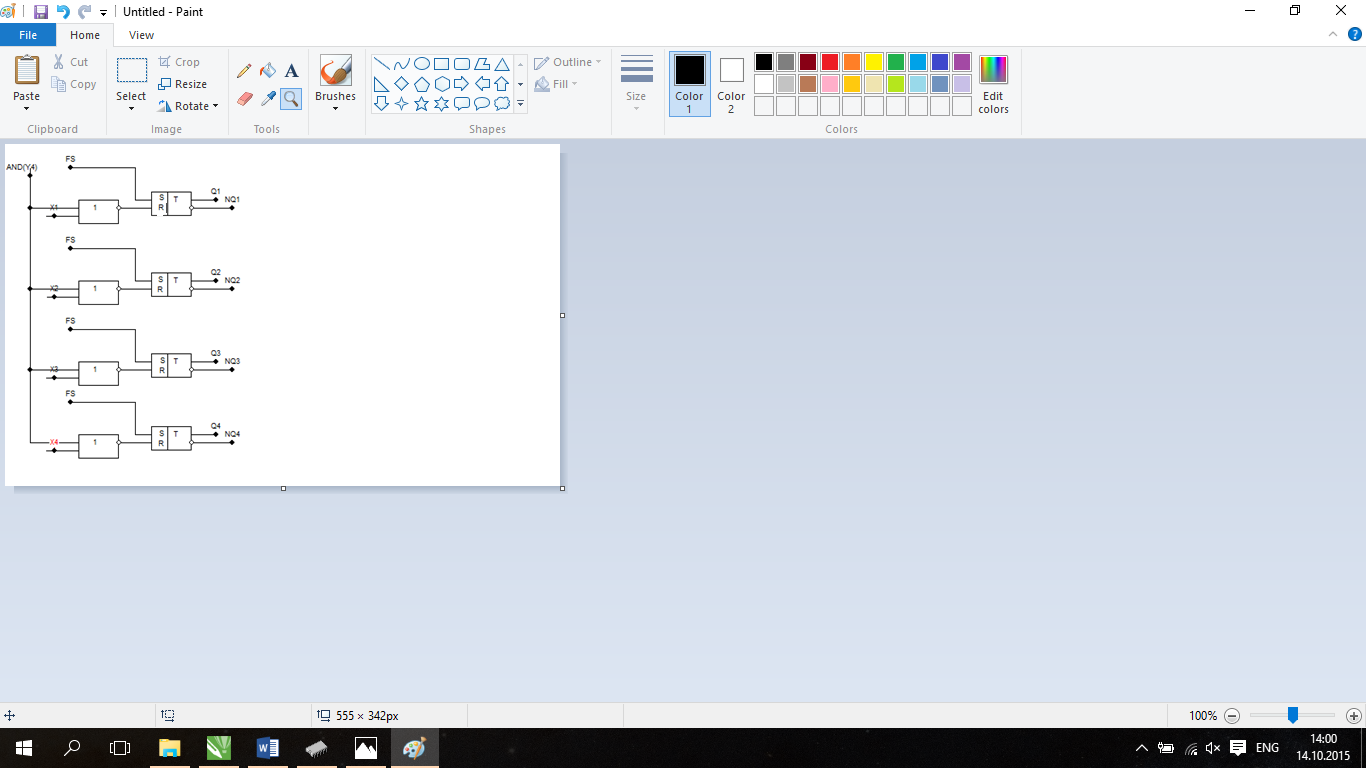 Untitled - Paint
File Home View
Paste
Cut
Copy
Clipboard
Select
Crop
Resize
Rotate
Image
A
Tools
Brushes
Outline
Fill
Shapes
Size
Color 1
Color 2
Edit colors
Colors
AND(Y4)
FS
X1
1
S T
R
Q1
NQ1
FS
X2
1
S T
R
Q2
NQ2
FS
X3
1
S T
R
Q3
NQ3
FS
X4
1
S T
R
Q4
NQ4
555 × 342px
100%
ENG
14:00
14.10.2015